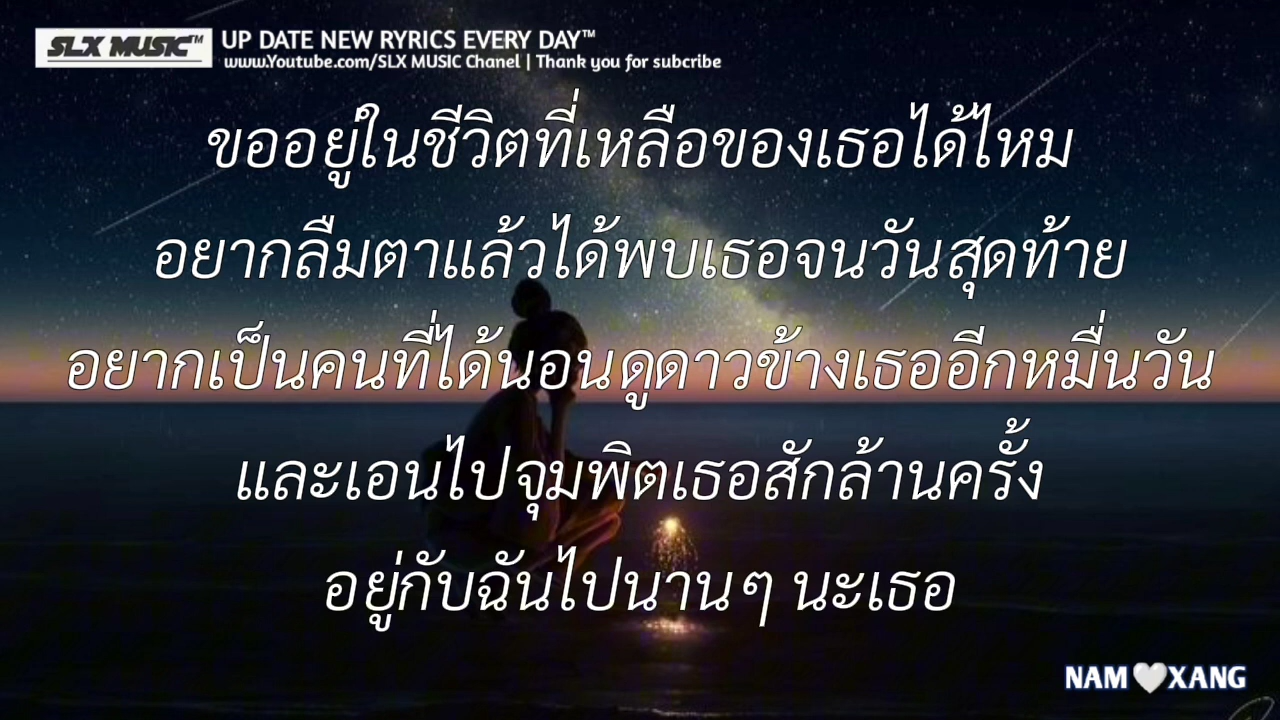 SLX MUSIC™
UP DATE NEW RYRICS EVERY DAY™
www.Youtube.com/SLX MUSIC Chanel | Thank you for subcribe
ขออยู่ในชีวิตที่เหลือของเธอได้ไหม
อยากลืมตาแล้วได้พบเธอจนวันสุดท้าย
อยากเป็นคนที่ได้นอนดูดาวข้างเธออีกหมื่นวัน
และเอนไปจุมพิตเธอสักล้านครั้ง
อยู่กับฉันไปนานๆ นะเธอ
NAM🤍XANG